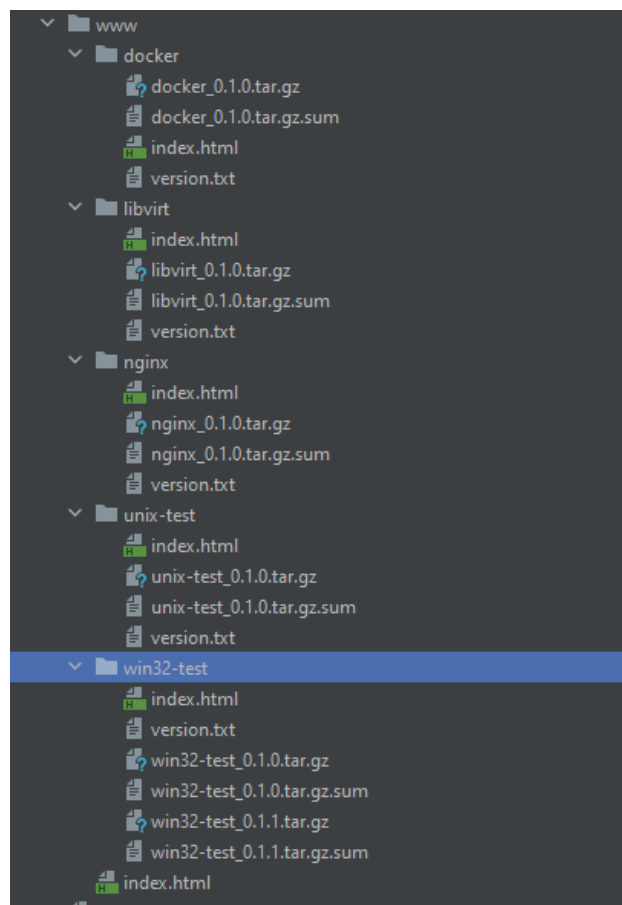 www
docker
docker_0.1.0.tar.gz
docker_0.1.0.tar.gz.sum
index.html
version.txt
libvirt
index.html
libvirt_0.1.0.tar.gz
libvirt_0.1.0.tar.gz.sum
version.txt
nginx
index.html
nginx_0.1.0.tar.gz
nginx_0.1.0.tar.gz.sum
version.txt
unix-test
index.html
unix-test_0.1.0.tar.gz
unix-test_0.1.0.tar.gz.sum
version.txt
win32-test
index.html
version.txt
win32-test_0.1.0.tar.gz
win32-test_0.1.0.tar.gz.sum
win32-test_0.1.1.tar.gz
win32-test_0.1.1.tar.gz.sum
index.html